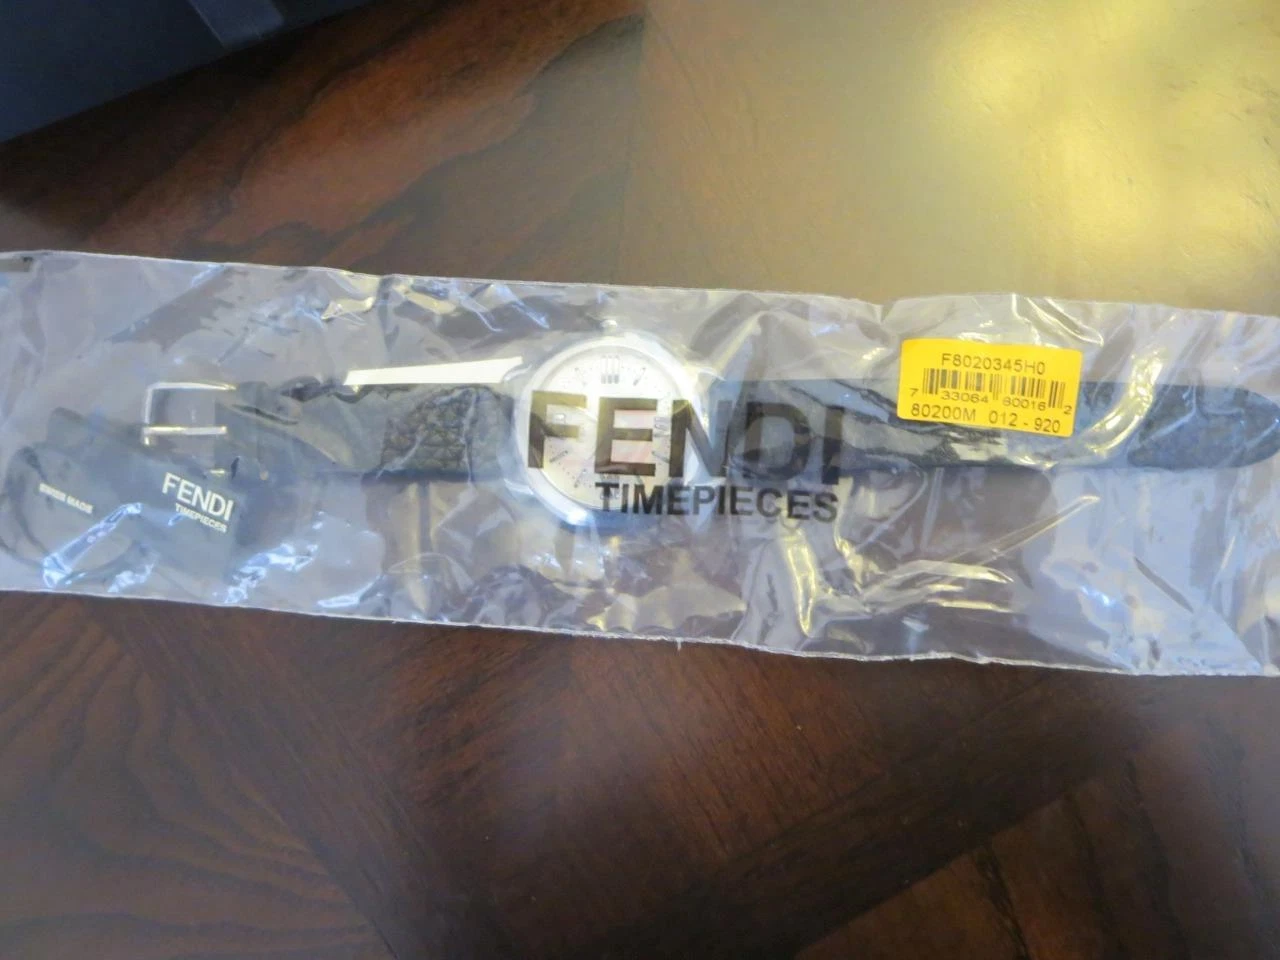 F8020345H0
7 33064 80016 2
80200M 012 - 920
FENDI
TIMEPIECES
FENDI
TIMEPIECES
SWISS MADE